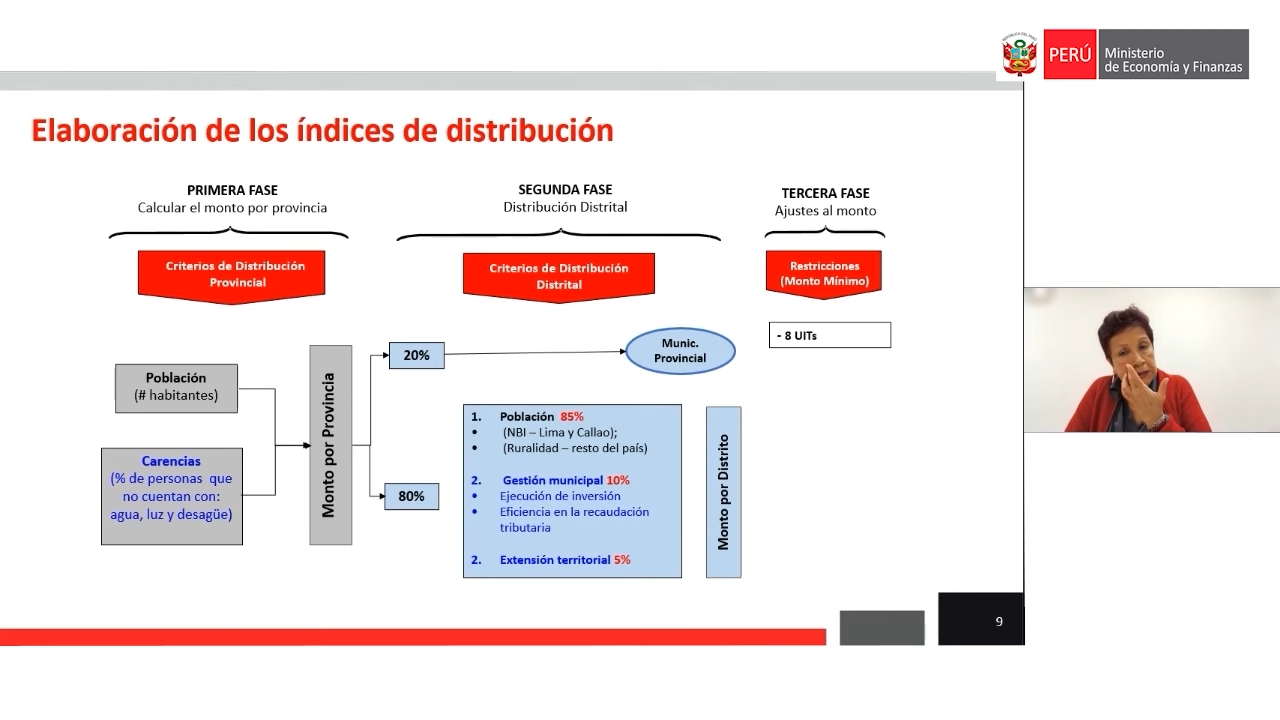 PERÚ
Ministerio
de Economía y Finanzas
Elaboración de los índices de distribución
PRIMERA FASE
Calcular el monto por provincia
Criterios de Distribución
Provincial
Población
(# habitantes)
Carencias
(% de personas que
no cuentan con:
agua, luz y desagüe)
Monto por Provincia
SEGUNDA FASE
Distribución Distrital
Criterios de Distribución
Distrital
20%
Munic.
Provincial
80%
1. Población 85%
• (NBI – Lima y Callao);
• (Ruralidad – resto del país)
2. Gestión municipal 10%
• Ejecución de inversión
• Eficiencia en la recaudación
tributaria
2. Extensión territorial 5%
Monto por Distrito
TERCERA FASE
Ajustes al monto
Restricciones
(Monto Mínimo)
- 8 UITs
9